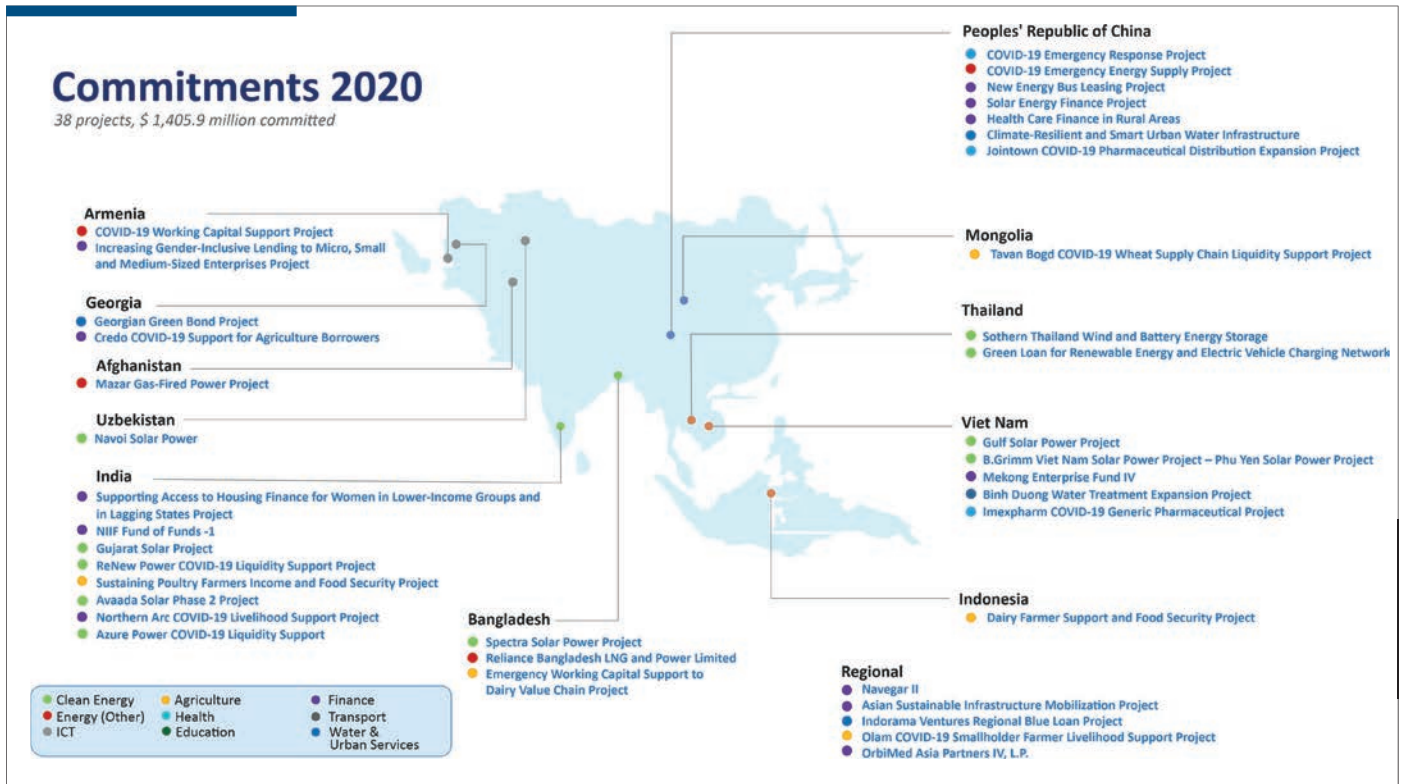 Commitments 2020
38 projects, $ 1,405.9 million committed
Armenia
COVID-19 Working Capital Support Project
Increasing Gender-Inclusive Lending to Micro, Small
and Medium-Sized Enterprises Project
Georgia
Georgian Green Bond Project
Credo COVID-19 Support for Agriculture Borrowers
Afghanistan
Mazar Gas-Fired Power Project
Uzbekistan
Navoi Solar Power
India
Supporting Access to Housing Finance for Women in Lower-Income Groups and
in Lagging States Project
NIIF Fund of Funds -1
Gujarat Solar Project
ReNew Power COVID-19 Liquidity Support Project
Sustaining Poultry Farmers Income and Food Security Project
Avaada Solar Phase 2 Project
Northern Arc COVID-19 Livelihood Support Project
Azure Power COVID-19 Liquidity Support
Bangladesh
Spectra Solar Power Project
Reliance Bangladesh LNG and Power Limited
Emergency Working Capital Support to
Dairy Value Chain Project
Peoples' Republic of China
COVID-19 Emergency Response Project
COVID-19 Emergency Energy Supply Project
New Energy Bus Leasing Project
Solar Energy Finance Project
Health Care Finance in Rural Areas
Climate-Resilient and Smart Urban Water Infrastructure
Jointown COVID-19 Pharmaceutical Distribution Expansion Project
Mongolia
Tavan Bogd COVID-19 Wheat Supply Chain Liquidity Support Project
Thailand
Sothern Thailand Wind and Battery Energy Storage
Green Loan for Renewable Energy and Electric Vehicle Charging Network
Viet Nam
Gulf Solar Power Project
B.Grimm Viet Nam Solar Power Project – Phu Yen Solar Power Project
Mekong Enterprise Fund IV
Binh Duong Water Treatment Expansion Project
Imexpharm COVID-19 Generic Pharmaceutical Project
Indonesia
Dairy Farmer Support and Food Security Project
Regional
Navegar II
Asian Sustainable Infrastructure Mobilization Project
Indorama Ventures Regional Blue Loan Project
Olam COVID-19 Smallholder Farmer Livelihood Support Project
OrbiMed Asia Partners IV, L.P.
Clean Energy
Energy (Other)
ICT
Agriculture
Health
Education
Finance
Transport
Water &
Urban Services